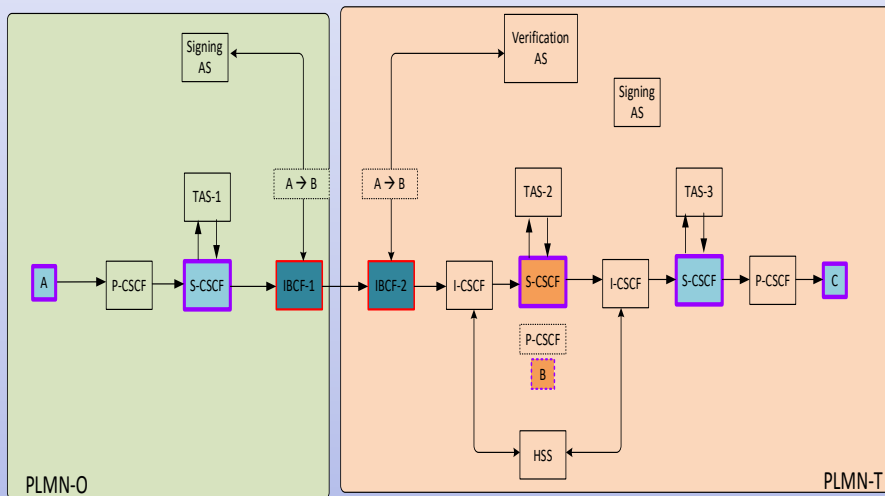 Signing
AS
Verification
AS
Signing
AS
A → B
A → B
TAS-1
TAS-2
TAS-3
A
P-CSCF
S-CSCF
IBCF-1
IBCF-2
I-CSCF
S-CSCF
I-CSCF
S-CSCF
P-CSCF
C
P-CSCF
B
HSS
PLMN-O
PLMN-T